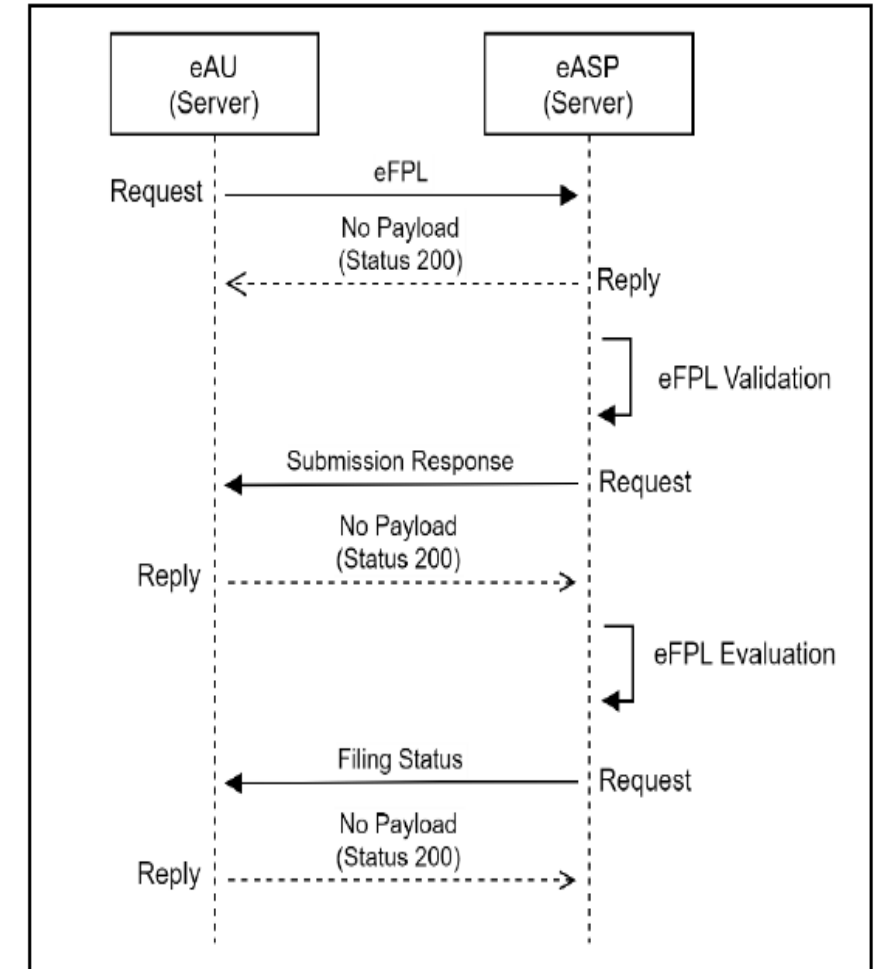 eAU
(Server)
eASP
(Server)
Request
eFPL
No Payload
(Status 200)
Reply
eFPL Validation
Submission Response
Request
No Payload
(Status 200)
Reply
eFPL Evaluation
Filing Status
Request
No Payload
(Status 200)
Reply